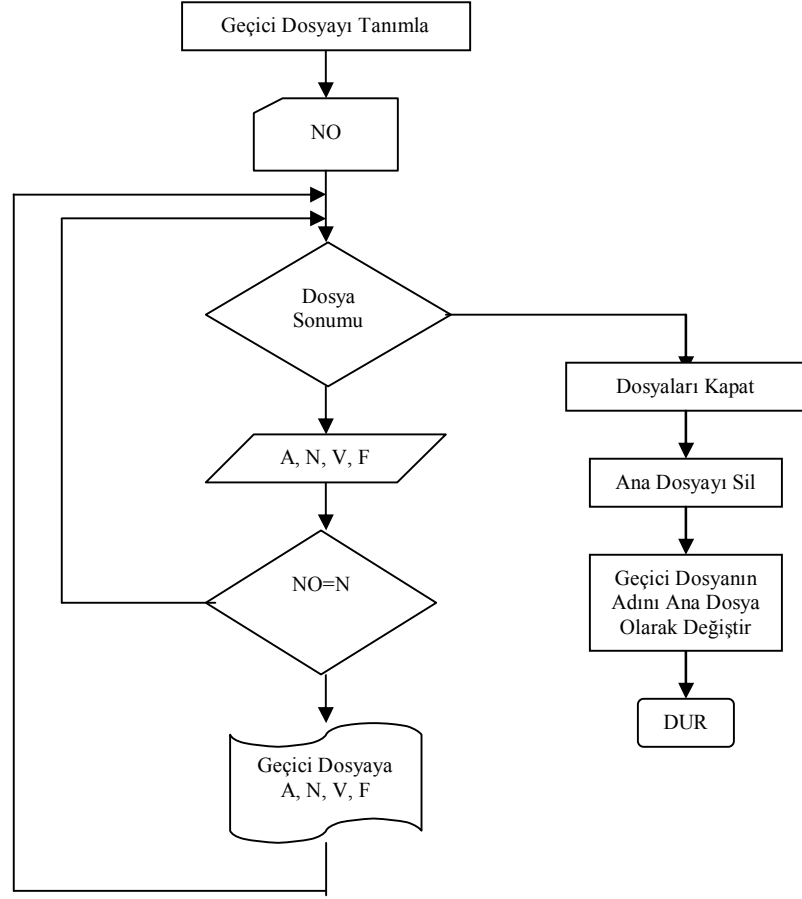 Geçici Dosyayı Tanımla
NO
Dosya
Sonumu
A, N, V, F
NO=N
Geçici Dosyaya
A, N, V, F
Dosyaları Kapat
Ana Dosyayı Sil
Geçici Dosyanın
Adını Ana Dosya
Olarak Değiştir
DUR